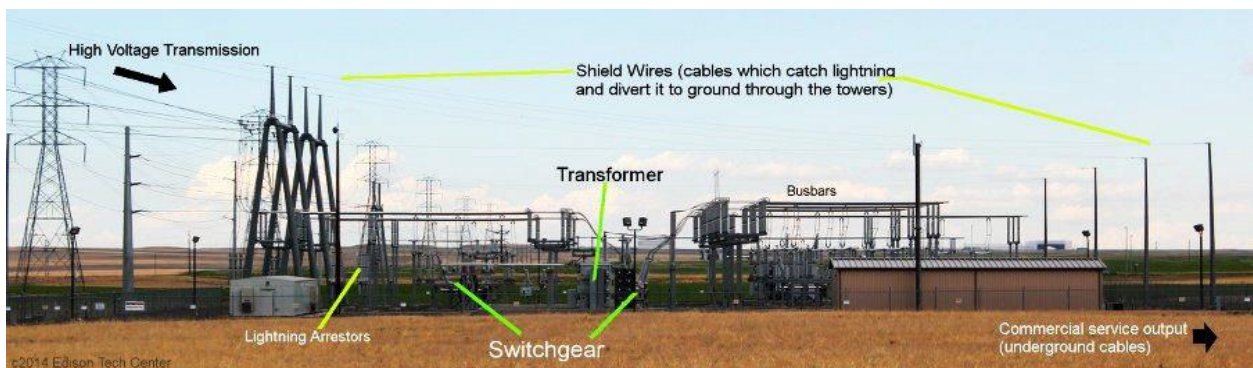 High Voltage Transmission
Shield Wires (cables which catch lightning
and divert it to ground through the towers)
Transformer
Busbars
Lightning Arrestors
Switchgear
Commercial service output
(underground cables)
c2014 Edison Tech Center